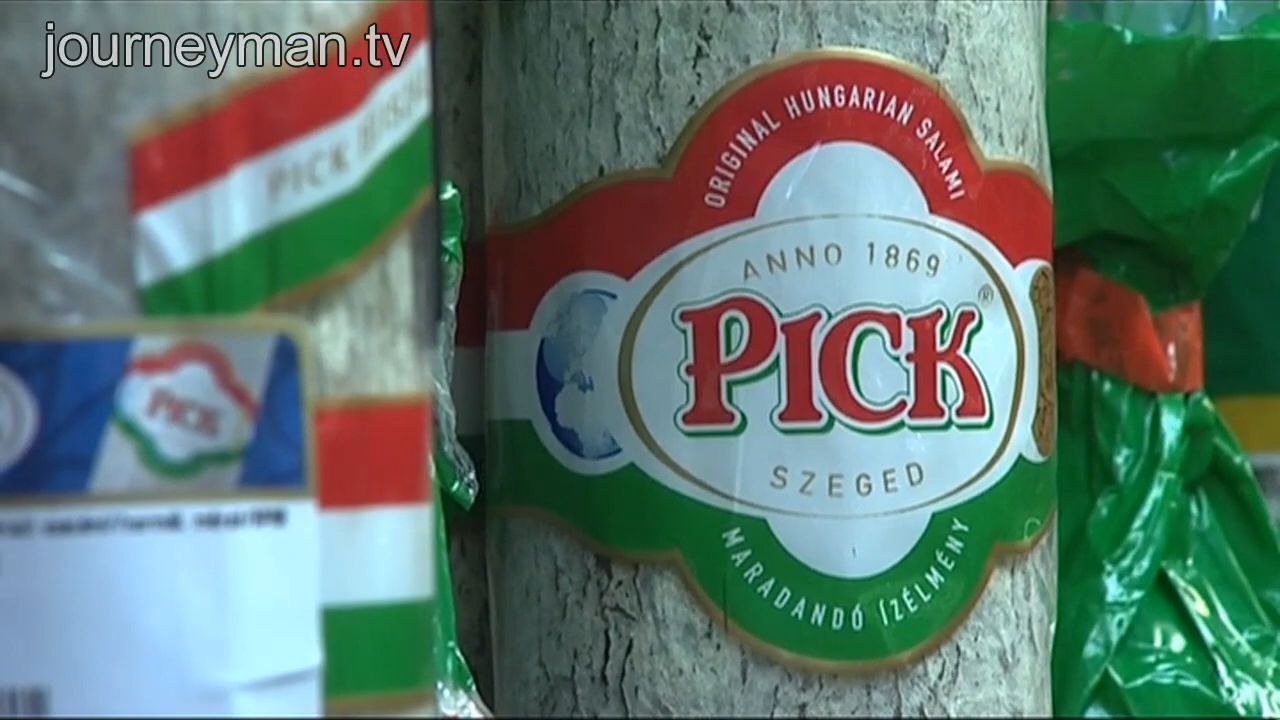 journeyman.tv
PICK
ORIGINAL HUNGARIAN SALAMI
ANNO 1869
PICK®
SZEGED
MARADANDÓ ÍZÉLMÉNY
PICK